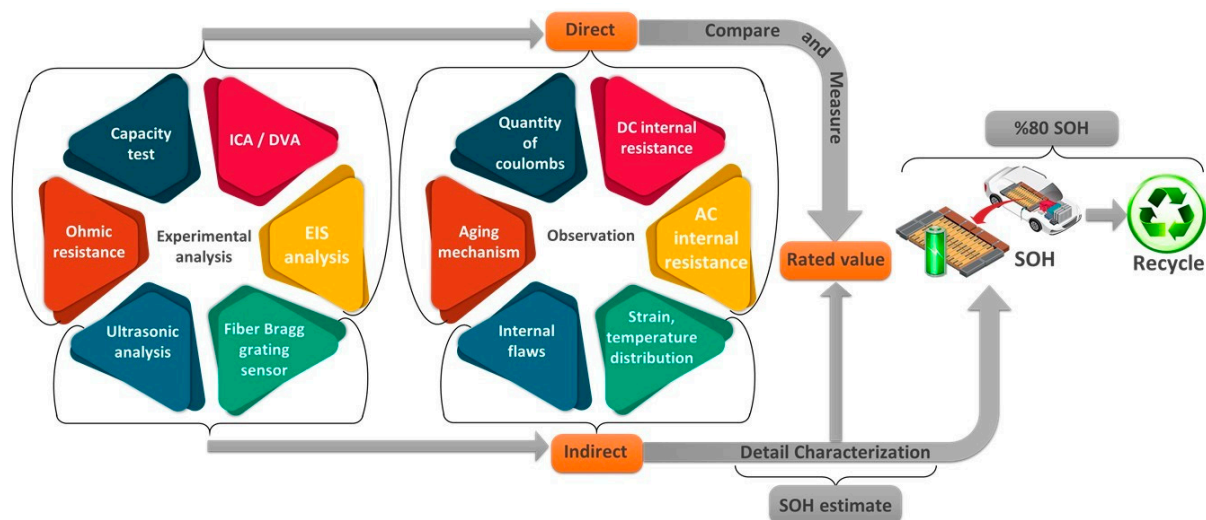 Direct
Compare and Measure
Capacity
test
ICA / DVA
Ohmic
resistance
Experimental
analysis
EIS
analysis
Ultrasonic
analysis
Fiber Bragg
grating
sensor
Quantity
of
coulombs
DC internal
resistance
Aging
mechanism
Observation
AC
internal
resistance
Internal
flaws
Strain,
temperature
distribution
Rated value
%80 SOH
SOH
Recycle
Indirect
Detail Characterization
SOH estimate